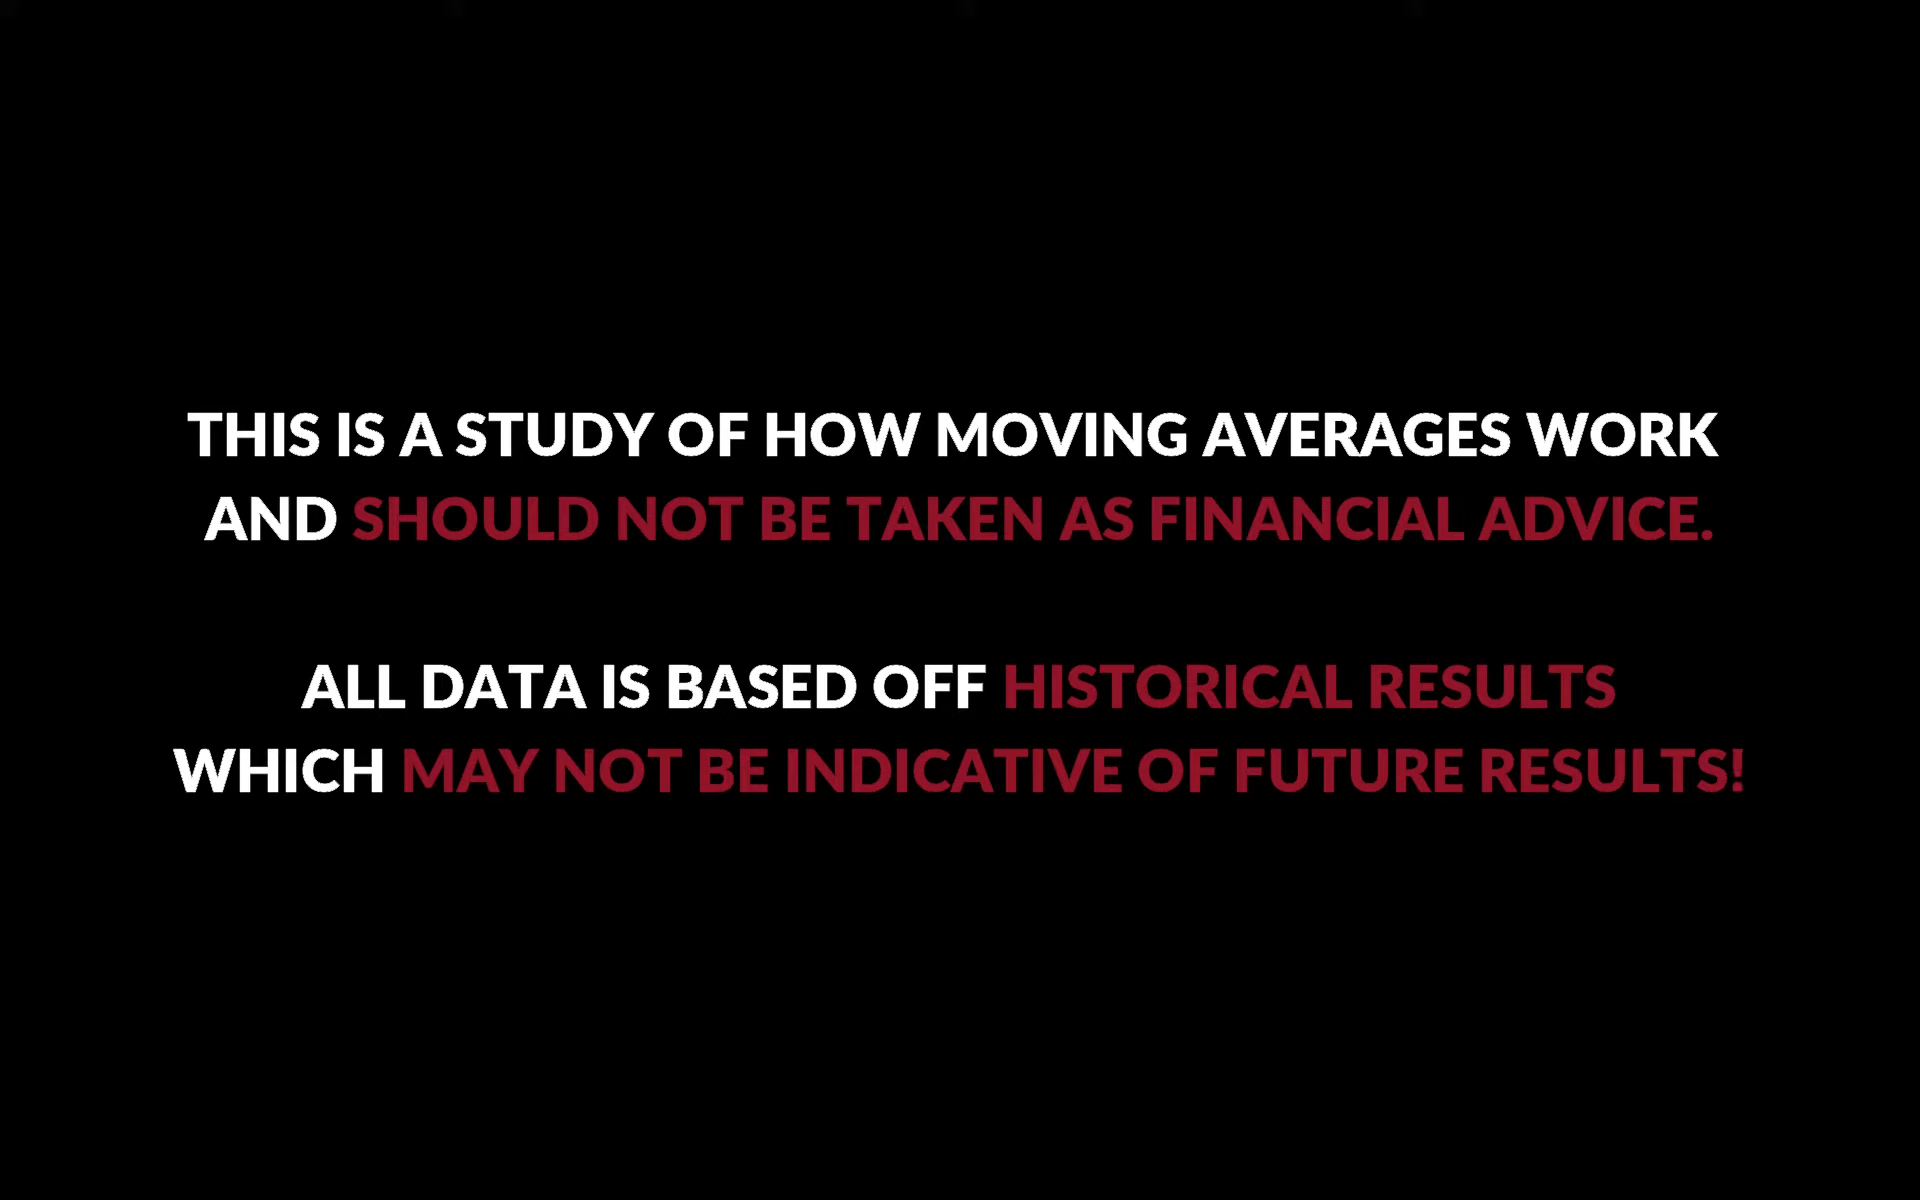 THIS IS A STUDY OF HOW MOVING AVERAGES WORK
AND SHOULD NOT BE TAKEN AS FINANCIAL ADVICE.
ALL DATA IS BASED OFF HISTORICAL RESULTS
WHICH MAY NOT BE INDICATIVE OF FUTURE RESULTS!